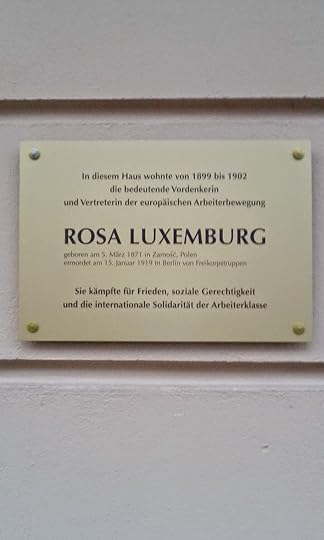 In diesem Haus wohnte von 1899 bis 1902
die bedeutende Vordenkerin
und Vertreterin der europäischen Arbeiterbewegung
ROSA LUXEMBURG
geboren am 5. März 1871 in Zamość, Polen
ermordet am 15. Januar 1919 in Berlin von Freikorpstruppen
Sie kämpfte für Frieden, soziale Gerechtigkeit
und die internationale Solidarität der Arbeiterklasse